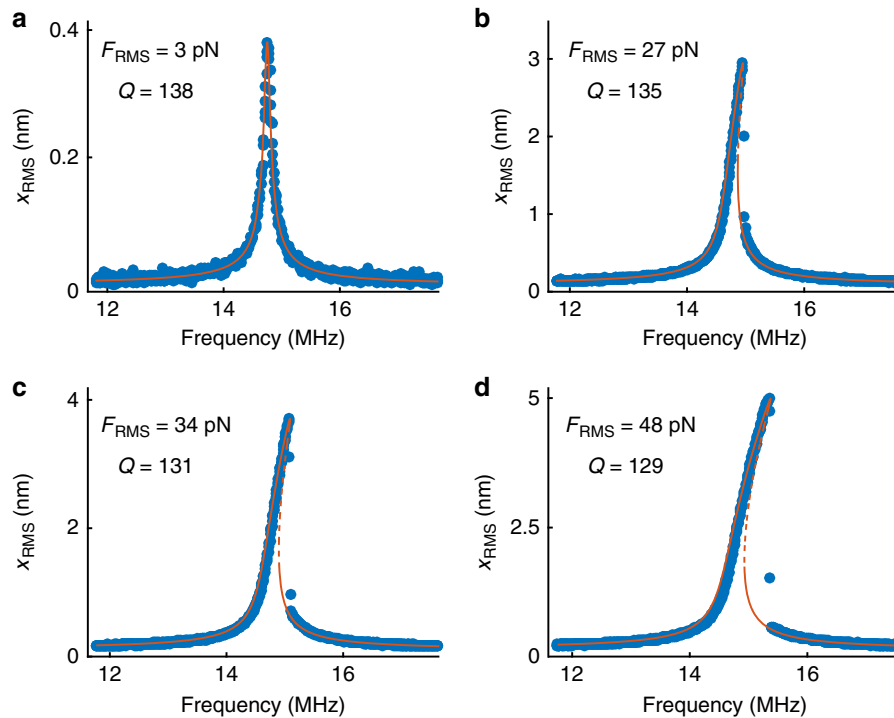 a
0.4
F_RMS = 3 pN
Q = 138
0.2
x_RMS (nm)
0
12 14 16
Frequency (MHz)
b
3
F_RMS = 27 pN
Q = 135
2
x_RMS (nm)
1
0
12 14 16
Frequency (MHz)
c
4
F_RMS = 34 pN
Q = 131
x_RMS (nm)
2
0
12 14 16
Frequency (MHz)
d
5
F_RMS = 48 pN
Q = 129
x_RMS (nm)
2.5
0
12 14 16
Frequency (MHz)